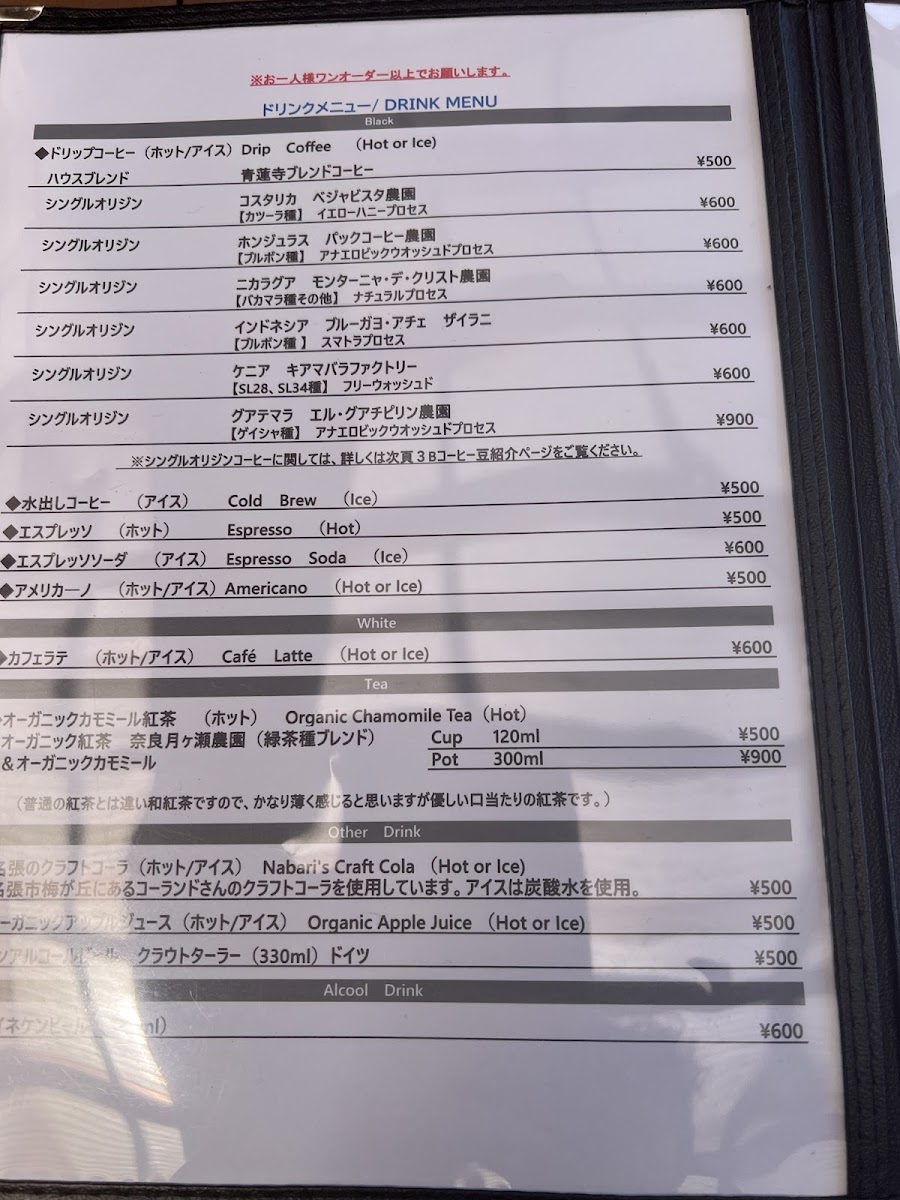 ※お一人様ワンオーダー以上でお願いします。
ドリンクメニュー/ DRINK MENU
Black
◆ドリップコーヒー（ホット/アイス）Drip Coffee （Hot or Ice）
ハウスブレンド 青蓮寺ブレンドコーヒー ¥500
シングルオリジン コスタリカ ベジャビスタ農園 ¥600
【カツーラ種】 イエローハニープロセス
シングルオリジン ホンジュラス パックコーヒー農園 ¥600
【ブルボン種】 アナエロビックウオッシュドプロセス
シングルオリジン ニカラグア モンターニャ・デ・クリスト農園 ¥600
【パカマラ種その他】 ナチュラルプロセス
シングルオリジン インドネシア ブルーガヨ・アチェ ザイラニ ¥600
【ブルボン種 】 スマトラプロセス
シングルオリジン ケニア キアマバラファクトリー ¥600
【SL28、SL34種】 フリーウォッシュド
シングルオリジン グアテマラ エル・グアチピリン農園 ¥900
【ゲイシャ種】 アナエロビックウオッシュドプロセス
※シングルオリジンコーヒーに関しては、詳しくは次頁３Bコーヒー豆紹介ページをご覧ください。
◆水出しコーヒー （アイス） Cold Brew （Ice） ¥500
◆エスプレッソ （ホット） Espresso （Hot） ¥500
◆エスプレッソソーダ （アイス） Espresso Soda （Ice） ¥600
◆アメリカーノ （ホット/アイス）Americano （Hot or Ice） ¥500
White
◆カフェラテ （ホット/アイス） Café Latte （Hot or Ice） ¥600
Tea
オーガニックカモミール紅茶 （ホット） Organic Chamomile Tea（Hot）
オーガニック紅茶 奈良月ヶ瀬農園（緑茶種ブレンド） Cup 120ml ¥500
＆オーガニックカモミール Pot 300ml ¥900
（普通の紅茶とは違い和紅茶ですので、かなり薄く感じると思いますが優しい口当たりの紅茶です。）
Other Drink
名張のクラフトコーラ（ホット/アイス） Nabari's Craft Cola （Hot or Ice）
名張市梅が丘にあるコーランドさんのクラフトコーラを使用しています。アイスは炭酸水を使用。 ¥500
ーガニックアップルジュース（ホット/アイス） Organic Apple Juice （Hot or Ice） ¥500
ンアルコールビール クラウトターラー（330ml）ドイツ ¥500
Alcool Drink
イネケンビール ml） ¥600